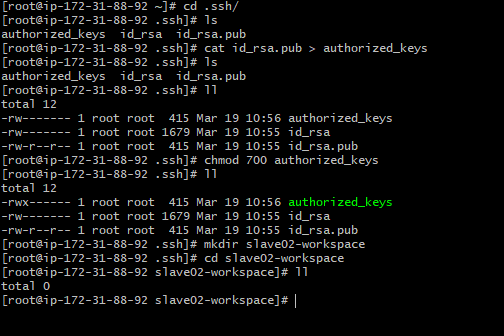 [root@ip-172-31-88-92 ~]# cd .ssh/
[root@ip-172-31-88-92 .ssh]# ls
authorized_keys  id_rsa  id_rsa.pub
[root@ip-172-31-88-92 .ssh]# cat id_rsa.pub > authorized_keys
[root@ip-172-31-88-92 .ssh]# ls
authorized_keys  id_rsa  id_rsa.pub
[root@ip-172-31-88-92 .ssh]# ll
total 12
-rw------- 1 root root  415 Mar 19 10:56 authorized_keys
-rw------- 1 root root 1679 Mar 19 10:55 id_rsa
-rw-r--r-- 1 root root  415 Mar 19 10:55 id_rsa.pub
[root@ip-172-31-88-92 .ssh]# chmod 700 authorized_keys
[root@ip-172-31-88-92 .ssh]# ll
total 12
-rwx------ 1 root root  415 Mar 19 10:56 authorized_keys
-rw------- 1 root root 1679 Mar 19 10:55 id_rsa
-rw-r--r-- 1 root root  415 Mar 19 10:55 id_rsa.pub
[root@ip-172-31-88-92 .ssh]# mkdir slave02-workspace
[root@ip-172-31-88-92 .ssh]# cd slave02-workspace
[root@ip-172-31-88-92 slave02-workspace]# ll
total 0
[root@ip-172-31-88-92 slave02-workspace]#